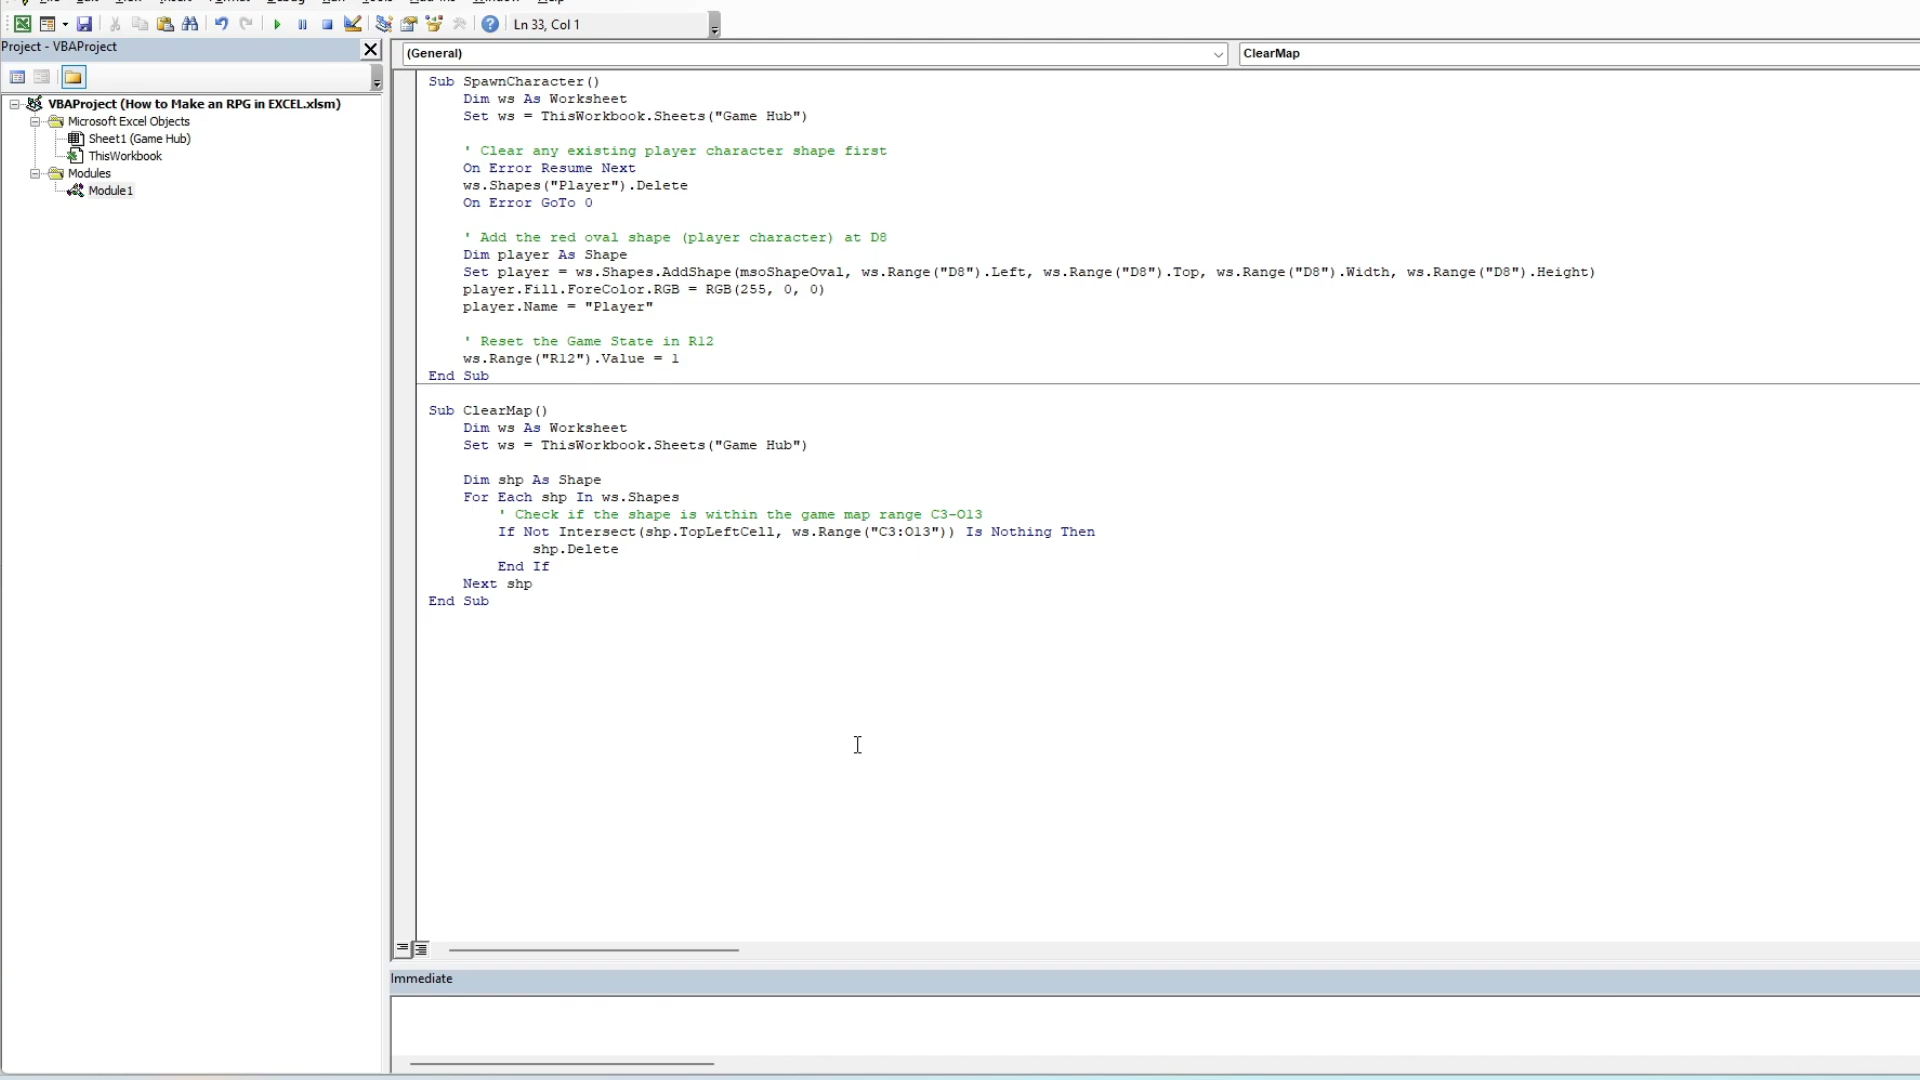 Ln 33, Col 1
Project - VBAProject
(General)
ClearMap
VBAProject (How to Make an RPG in EXCEL.xlsm)
Microsoft Excel Objects
Sheet1 (Game Hub)
ThisWorkbook
Modules
Module1
Sub SpawnCharacter()
Dim ws As Worksheet
Set ws = ThisWorkbook.Sheets("Game Hub")
' Clear any existing player character shape first
On Error Resume Next
ws.Shapes("Player").Delete
On Error GoTo 0
' Add the red oval shape (player character) at D8
Dim player As Shape
Set player = ws.Shapes.AddShape(msoShapeOval, ws.Range("D8").Left, ws.Range("D8").Top, ws.Range("D8").Width, ws.Range("D8").Height)
player.Fill.ForeColor.RGB = RGB(255, 0, 0)
player.Name = "Player"
' Reset the Game State in R12
ws.Range("R12").Value = 1
End Sub
Sub ClearMap()
Dim ws As Worksheet
Set ws = ThisWorkbook.Sheets("Game Hub")
Dim shp As Shape
For Each shp In ws.Shapes
' Check if the shape is within the game map range C3-O13
If Not Intersect(shp.TopLeftCell, ws.Range("C3:O13")) Is Nothing Then
shp.Delete
End If
Next shp
End Sub
Immediate